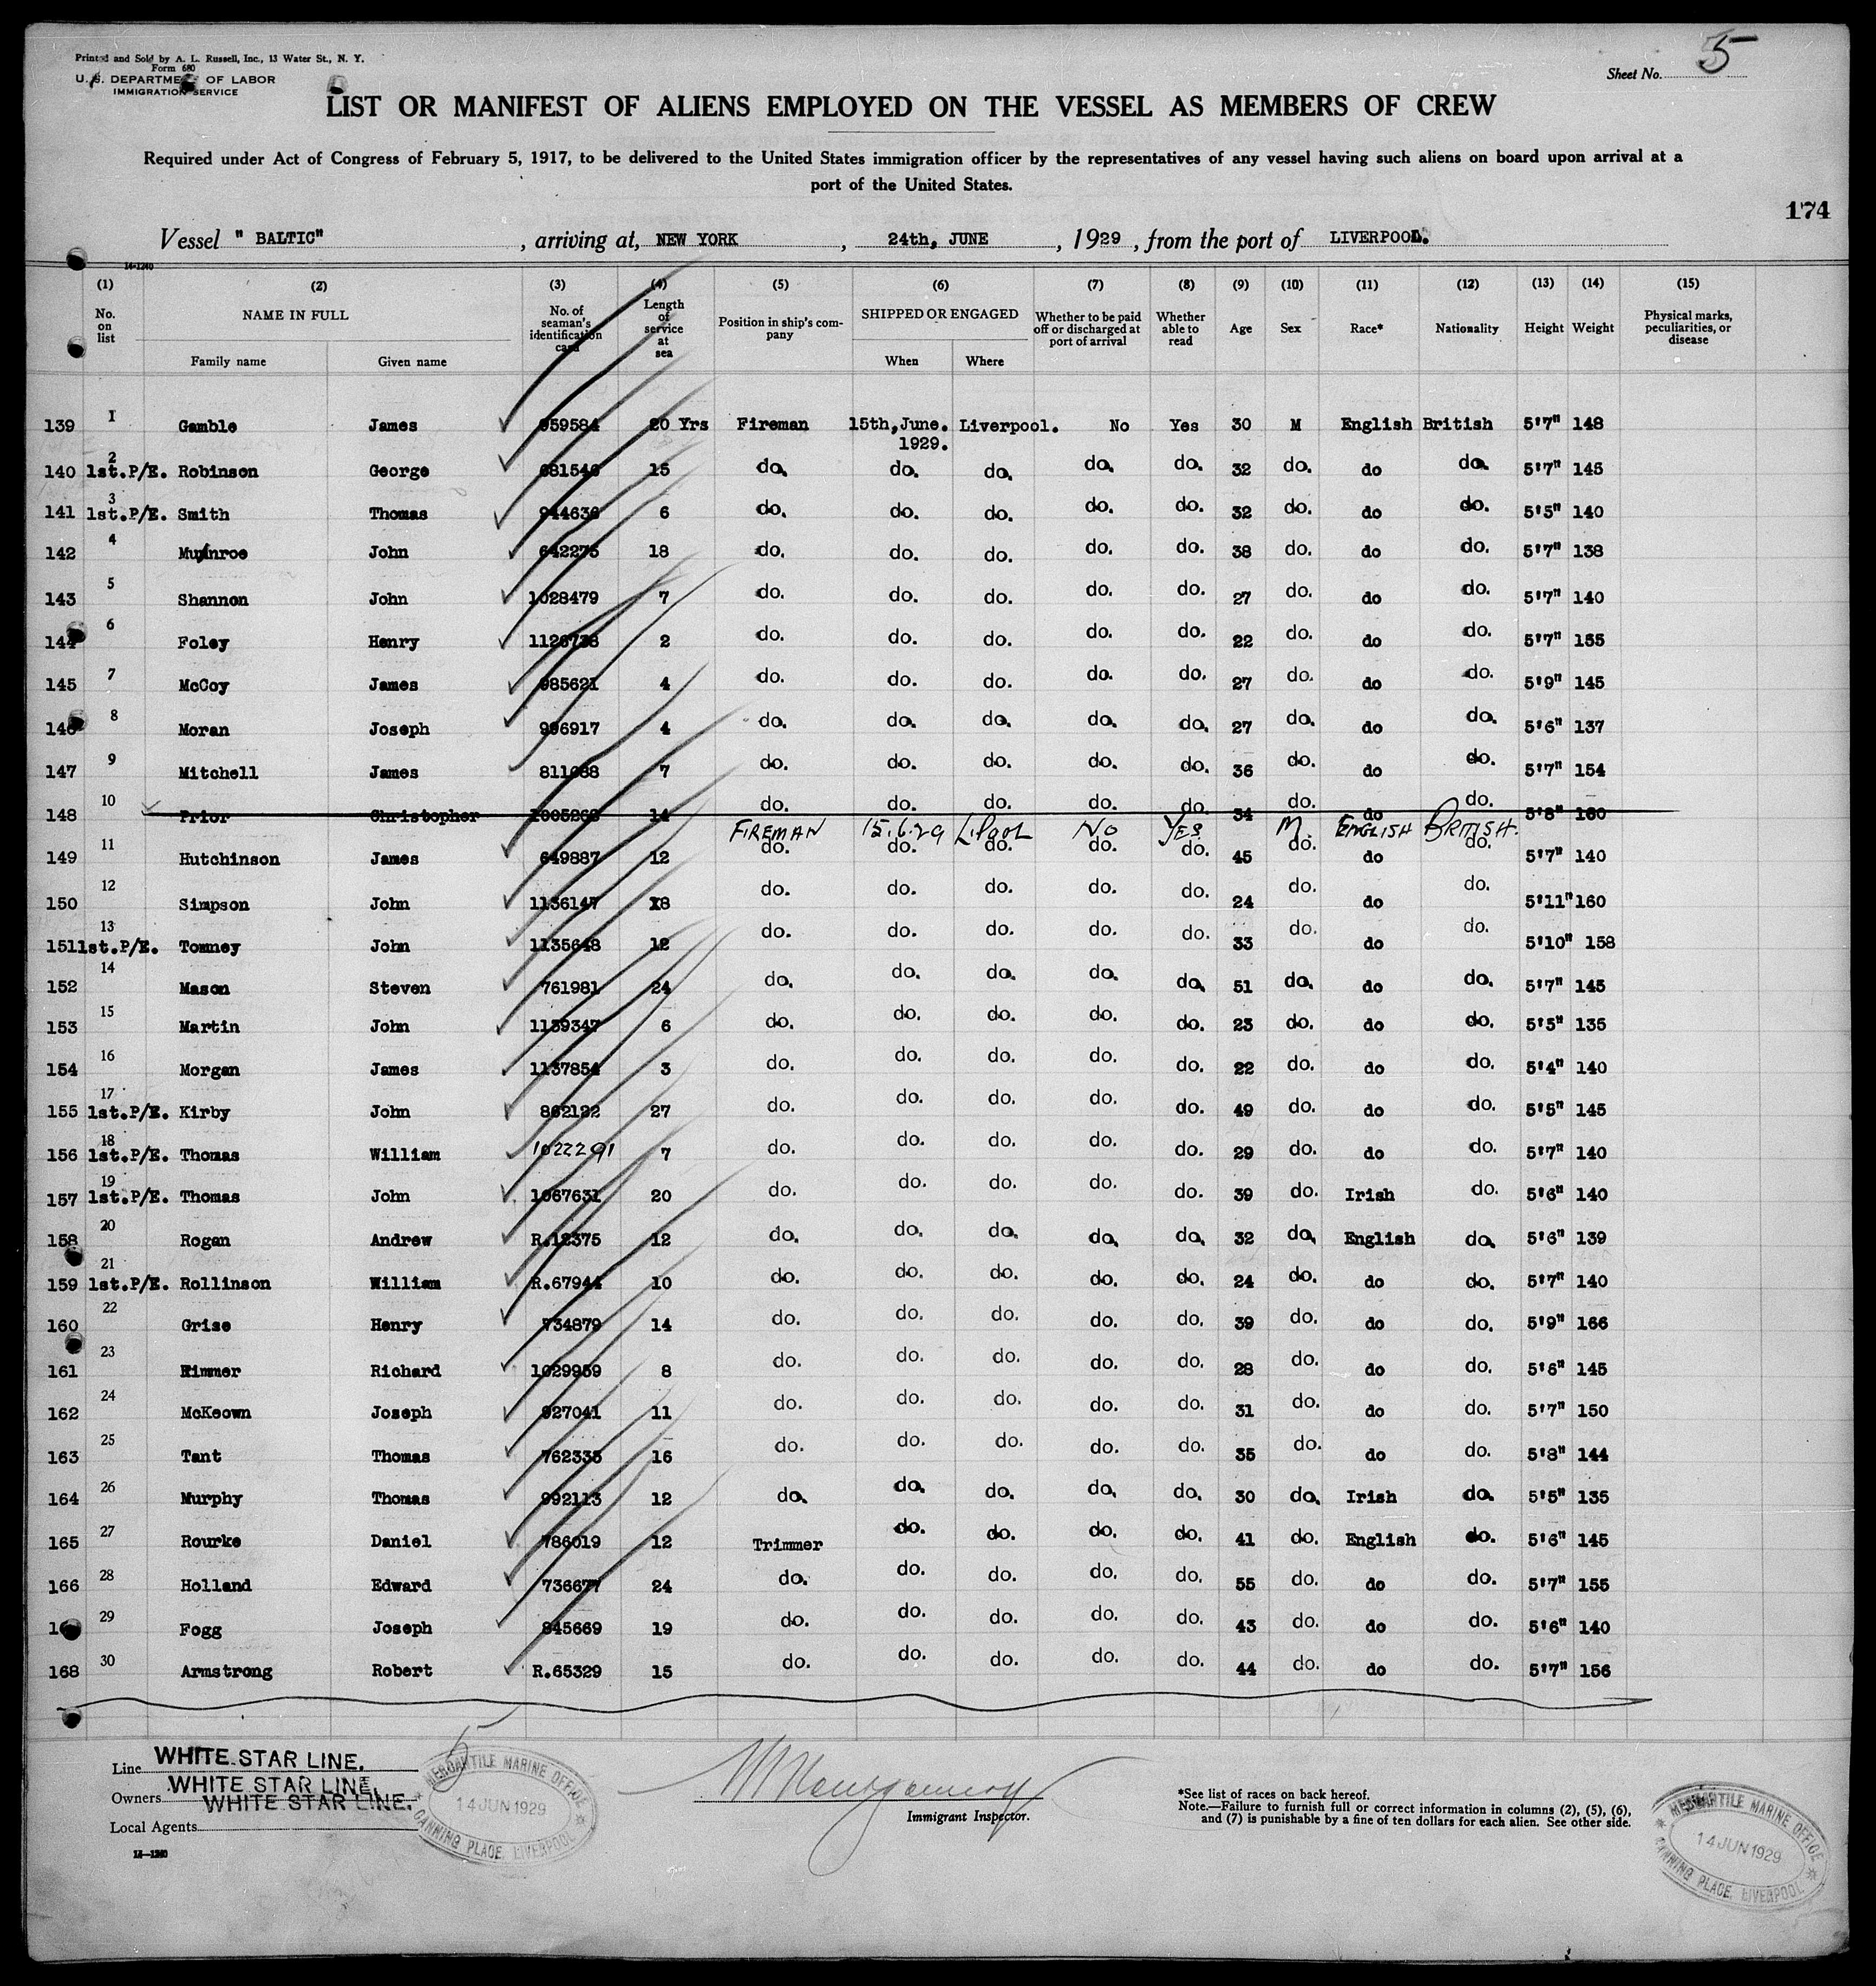 Printed and Sold by A. L. Russell, Inc., 13 Water St., N. Y.
Form 680
U. S. DEPARTMENT OF LABOR
IMMIGRATION SERVICE
Sheet No. 5
LIST OR MANIFEST OF ALIENS EMPLOYED ON THE VESSEL AS MEMBERS OF CREW
Required under Act of Congress of February 5, 1917, to be delivered to the United States immigration officer by the representatives of any vessel having such aliens on board upon arrival at a
port of the United States.
174
Vessel " BALTIC" , arriving at, NEW YORK , 24th, JUNE , 1929 , from the port of LIVERPOOL.
14-1240
(1) (2) (3) (4) (5) (6) (7) (8) (9) (10) (11) (12) (13) (14) (15)
No. on list NAME IN FULL Family name Given name No. of seaman's identification card Length of service at sea Position in ship's company SHIPPED OR ENGAGED When Where Whether to be paid off or discharged at port of arrival Whether able to read Age Sex Race* Nationality Height Weight Physical marks, peculiarities, or disease
139 1 Gamble James 959584 20 Yrs Fireman 15th,June. 1929. Liverpool. No Yes 30 M English British 5'7" 148
140 2 1st.P/E. Robinson George 681546 15 do. do. do. do. do. 32 do. do do. 5'7" 145
141 3 1st.P/E. Smith Thomas 944636 6 do. do. do. do. do. 32 do. do do. 5'5" 140
142 4 Munroe John 642275 18 do. do. do. do. do. 38 do. do do. 5'7" 138
143 5 Shannon John 1028479 7 do. do. do. do. do. 27 do. do do. 5'7" 140
144 6 Foley Henry 1126738 2 do. do. do. do. do. 22 do. do do. 5'7" 155
145 7 McCoy James 985621 4 do. do. do. do. do. 27 do. do do. 5'9" 145
146 8 Moran Joseph 996917 4 do. do. do. do. do. 27 do. do do. 5'6" 137
147 9 Mitchell James 811088 7 do. do. do. do. do. 36 do. do do. 5'7" 154
148 10 Prior Christopher 14 do. do. do. do. do 34 do. do do. 5'8" 160
FIREMAN 15.6.29 L'pool No YES M. ENGLISH BRITISH.
149 11 Hutchinson James 649887 12 do. do. do. do. do. 45 do. do do. 5'7" 140
150 12 Simpson John 1136147 18 do. do. do. do. do. 24 do. do do. 5'11" 160
151 13 1st.P/E. Towney John 1135648 12 do. do. do. do. do. 33 do. do do. 5'10" 158
152 14 Mason Steven 761981 24 do. do. do. do. do. 51 do. do do. 5'7" 145
153 15 Martin John 1139347 6 do. do. do. do. do. 23 do. do do. 5'5" 135
154 16 Morgan James 1137854 3 do. do. do. do. do. 22 do. do do. 5'4" 140
155 17 1st.P/E. Kirby John 862122 27 do. do. do. do. do. 49 do. do do. 5'5" 145
156 18 1st.P/E. Thomas William 1022291 7 do. do. do. do. do. 29 do. do do. 5'7" 140
157 19 1st.P/E. Thomas John 1067631 20 do. do. do. do. do. 39 do. Irish do. 5'6" 140
158 20 Rogan Andrew R.12375 12 do. do. do. do. do. 32 do. English do. 5'6" 139
159 21 1st.P/E. Rollinson William R.67944 10 do. do. do. do. do. 24 do. do do. 5'7" 140
160 22 Grise Henry 734879 14 do. do. do. do. do. 39 do. do do. 5'9" 166
161 23 Rimmer Richard 1029959 8 do. do. do. do. do. 28 do. do do. 5'6" 145
162 24 McKeown Joseph 927041 11 do. do. do. do. do. 31 do. do do. 5'7" 150
163 25 Tant Thomas 762335 16 do. do. do. do. do. 35 do. do do. 5'8" 144
164 26 Murphy Thomas 992113 12 do. do. do. do. do. 30 do. Irish do. 5'5" 135
165 27 Rourke Daniel 786019 12 Trimmer do. do. do. do. 41 do. English do. 5'6" 145
166 28 Holland Edward 736677 24 do. do. do. do. do. 55 do. do do. 5'7" 155
29 Fogg Joseph 845669 19 do. do. do. do. do. 43 do. do do. 5'6" 140
168 30 Armstrong Robert R.65329 15 do. do. do. do. do. 44 do. do do. 5'7" 156
5
Line WHITE STAR LINE.
Owners WHITE STAR LINE.
Local Agents WHITE STAR LINE.
14-1240
MERCANTILE MARINE OFFICE
14 JUN 1929
CANNING PLACE, LIVERPOOL
Montgomery
Immigrant Inspector.
*See list of races on back hereof.
Note.—Failure to furnish full or correct information in columns (2), (5), (6),
and (7) is punishable by a fine of ten dollars for each alien. See other side.
MERCANTILE MARINE OFFICE
14 JUN 1929
CANNING PLACE, LIVERPOOL